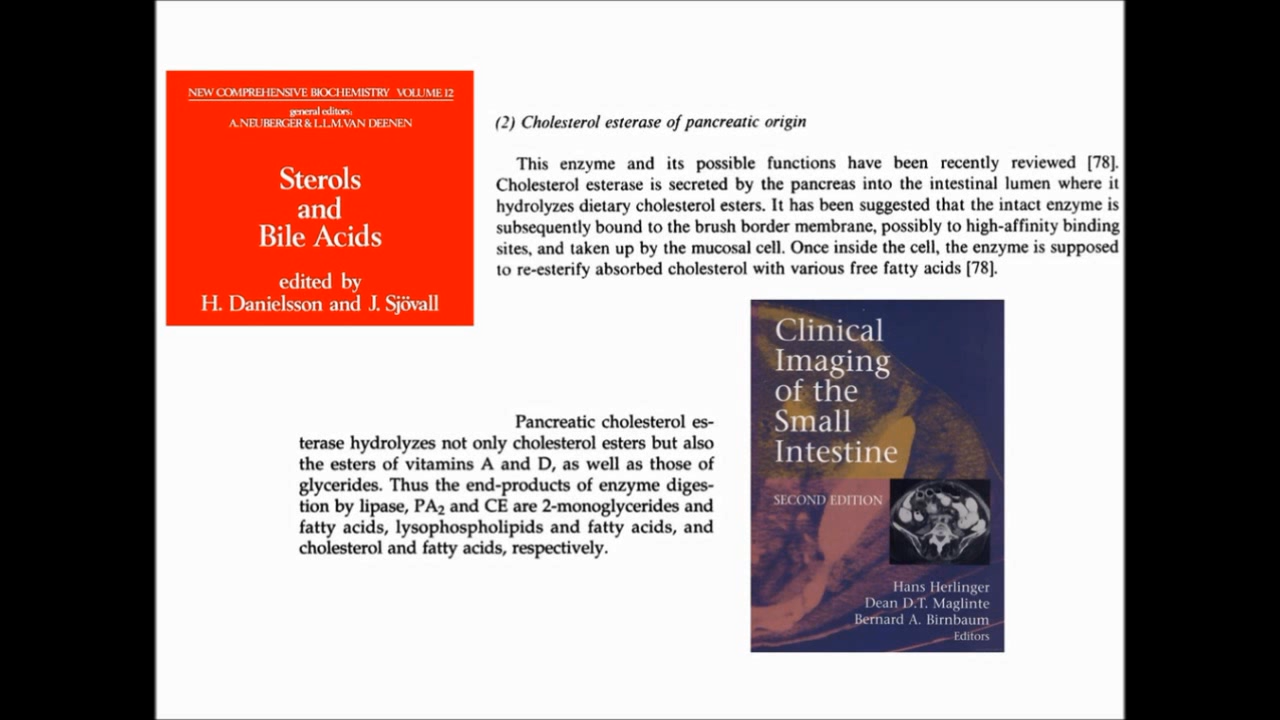 NEW COMPREHENSIVE BIOCHEMISTRY VOLUME 12
general editors:
A. NEUBERGER & L.L.M. VAN DEENEN
Sterols
and
Bile Acids
edited by
H. Danielsson and J. Sjövall
(2) Cholesterol esterase of pancreatic origin
This enzyme and its possible functions have been recently reviewed [78].
Cholesterol esterase is secreted by the pancreas into the intestinal lumen where it
hydrolyzes dietary cholesterol esters. It has been suggested that the intact enzyme is
subsequently bound to the brush border membrane, possibly to high-affinity binding
sites, and taken up by the mucosal cell. Once inside the cell, the enzyme is supposed
to re-esterify absorbed cholesterol with various free fatty acids [78].
Pancreatic cholesterol es-
terase hydrolyzes not only cholesterol esters but also
the esters of vitamins A and D, as well as those of
glycerides. Thus the end-products of enzyme diges-
tion by lipase, PA₂ and CE are 2-monoglycerides and
fatty acids, lysophospholipids and fatty acids, and
cholesterol and fatty acids, respectively.
Clinical
Imaging
of the
Small
Intestine
SECOND EDITION
Hans Herlinger
Dean D.T. Maglinte
Bernard A. Birnbaum
Editors